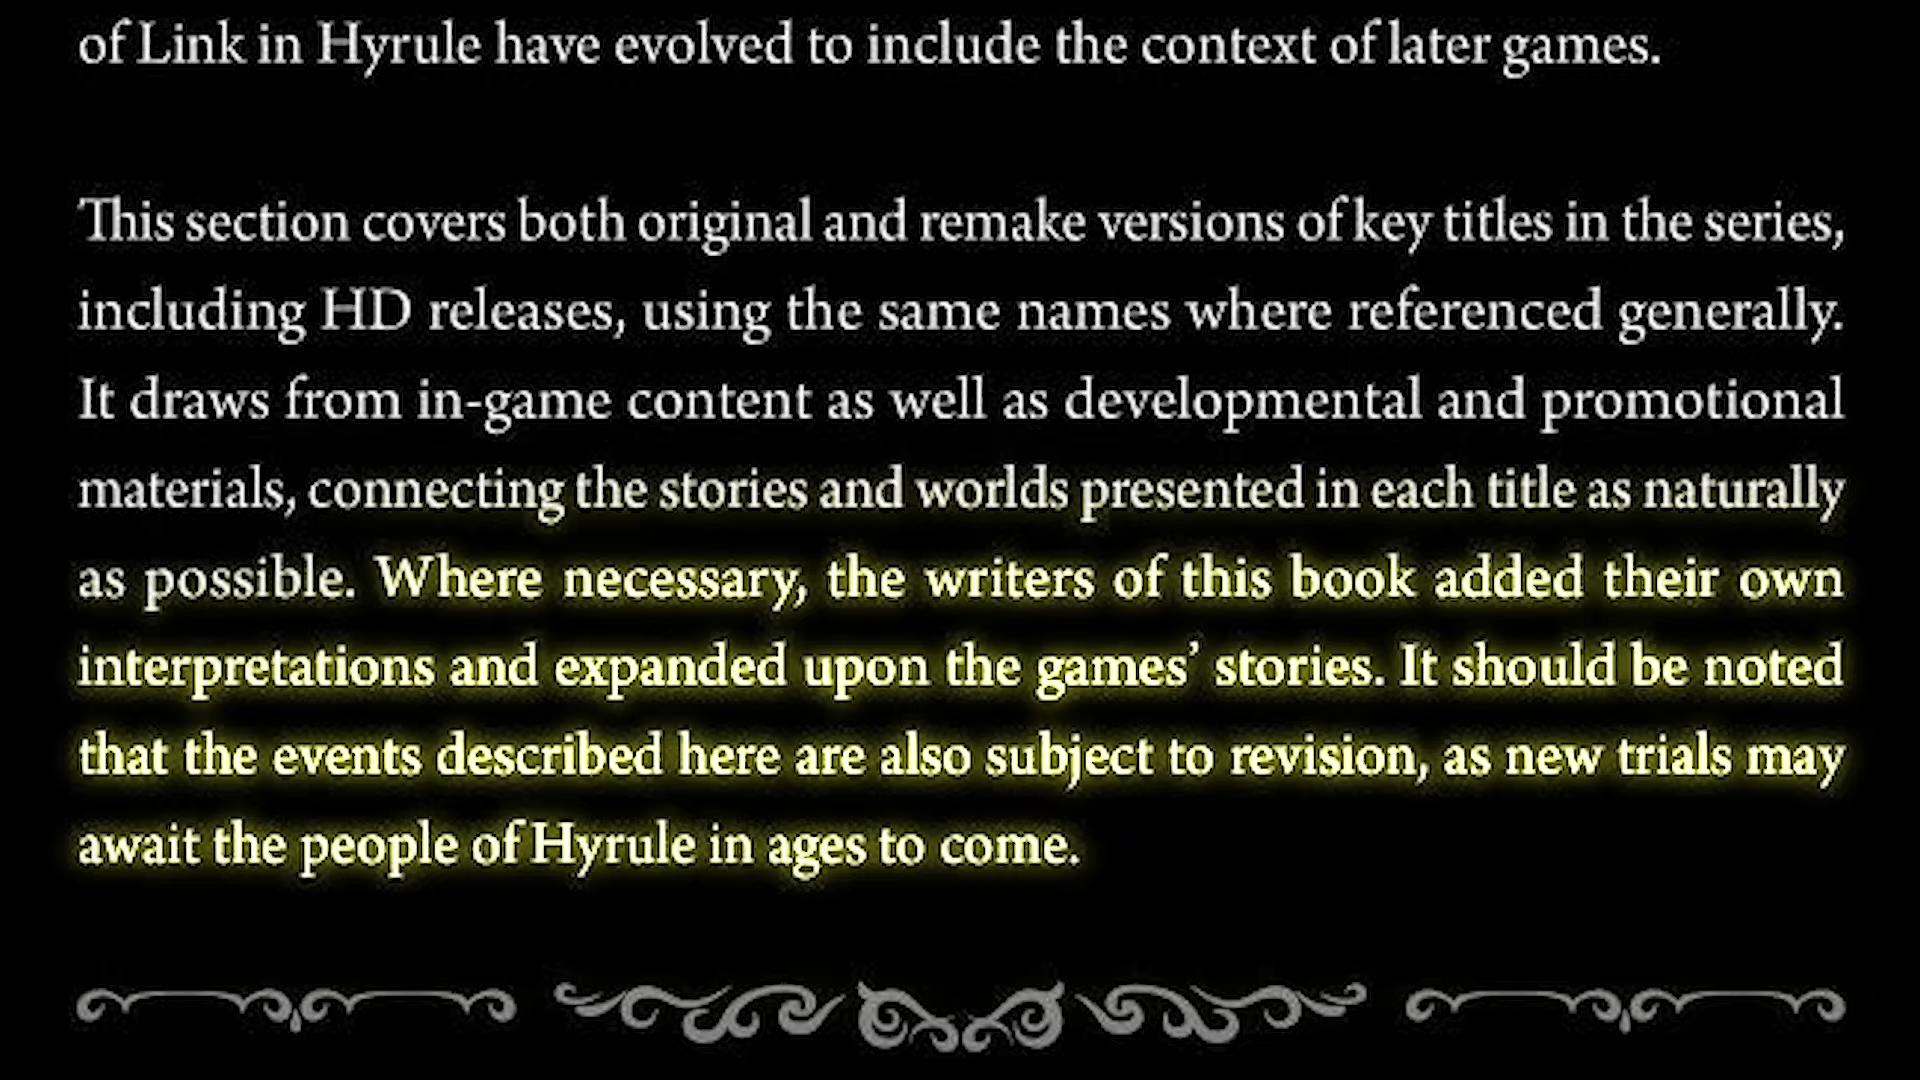 of Link in Hyrule have evolved to include the context of later games.
This section covers both original and remake versions of key titles in the series,
including HD releases, using the same names where referenced generally.
It draws from in-game content as well as developmental and promotional
materials, connecting the stories and worlds presented in each title as naturally
as possible. Where necessary, the writers of this book added their own
interpretations and expanded upon the games’ stories. It should be noted
that the events described here are also subject to revision, as new trials may
await the people of Hyrule in ages to come.